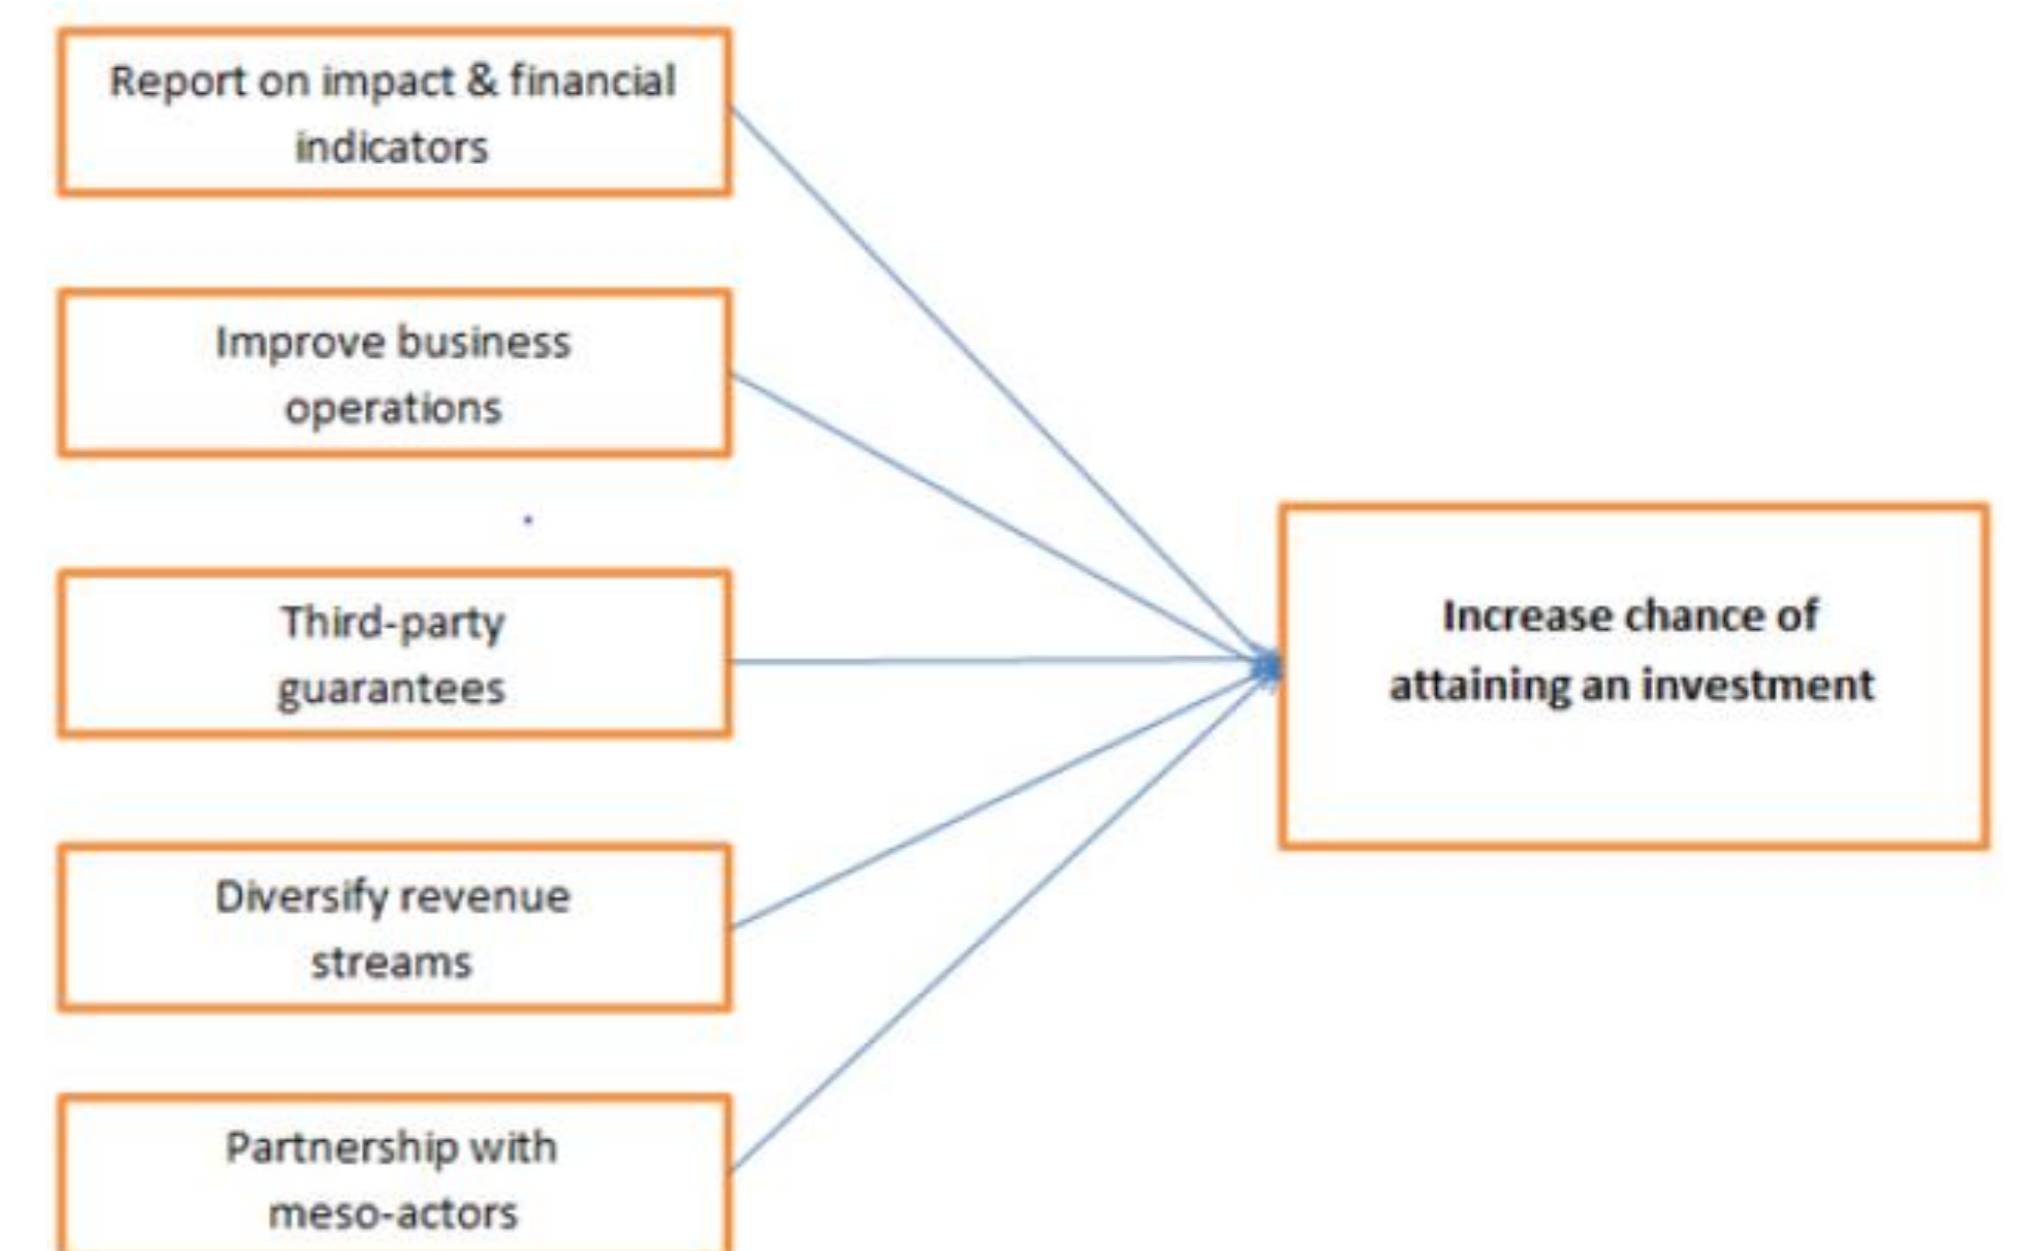 Report on impact & financial
indicators
Improve business
operations
Third-party
guarantees
Increase chance of
attaining an investment
Diversify revenue
streams
Partnership with
meso-actors